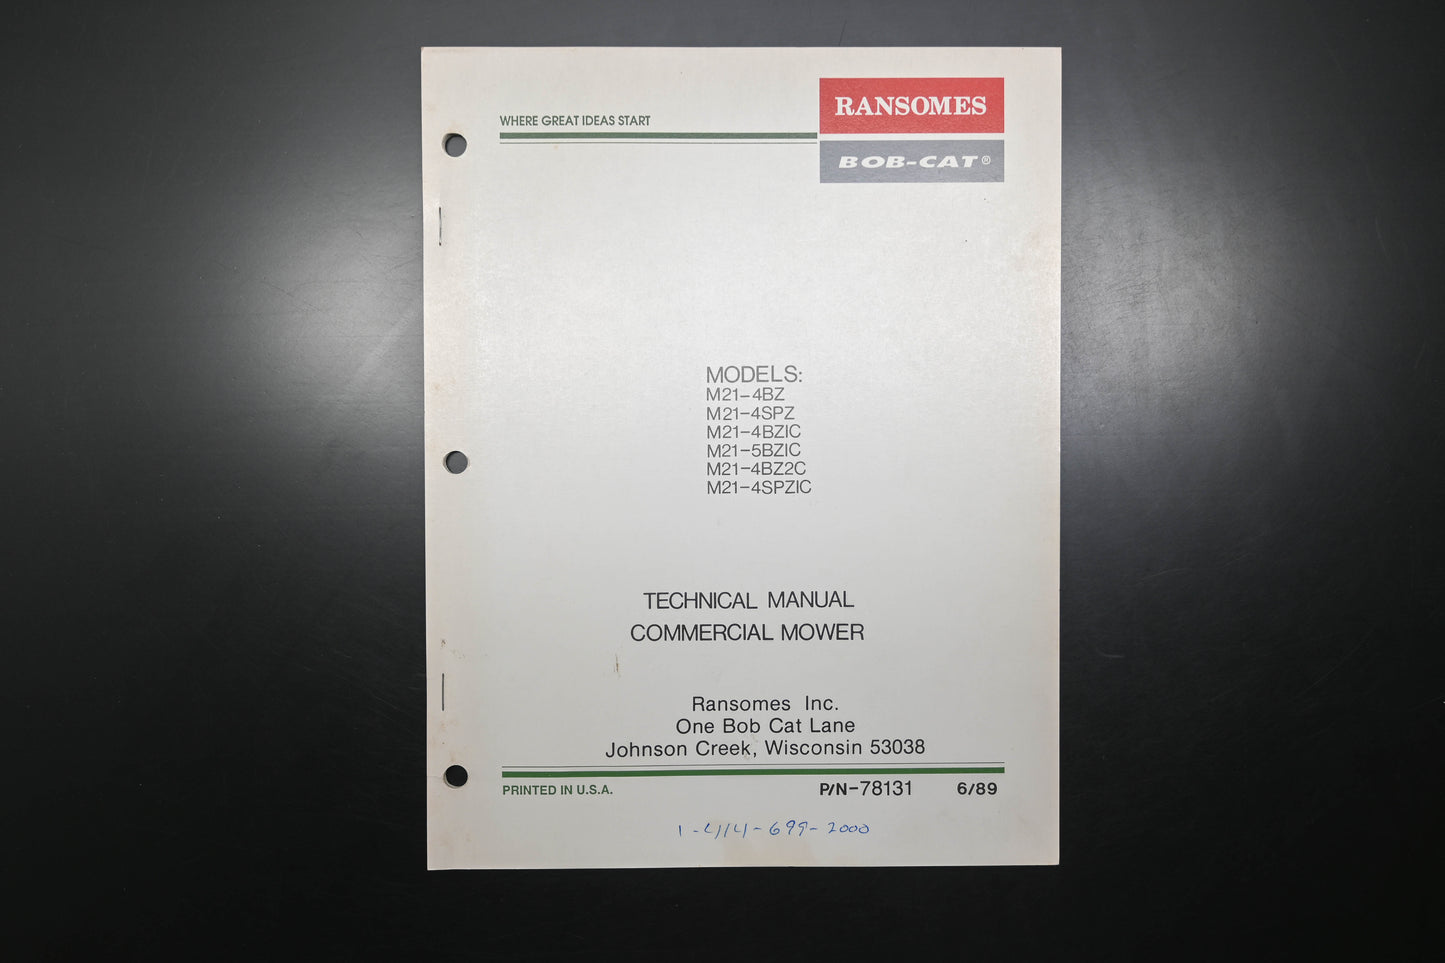 WHERE GREAT IDEAS START
RANSOMES
BOB-CAT®
MODELS:
M21-4BZ
M21-4SPZ
M21-4BZIC
M21-5BZIC
M21-4BZ2C
M21-4SPZIC
TECHNICAL MANUAL
COMMERCIAL MOWER
Ransomes Inc.
One Bob Cat Lane
Johnson Creek, Wisconsin 53038
PRINTED IN U.S.A. P/N-78131 6/89
1-414-699-2000